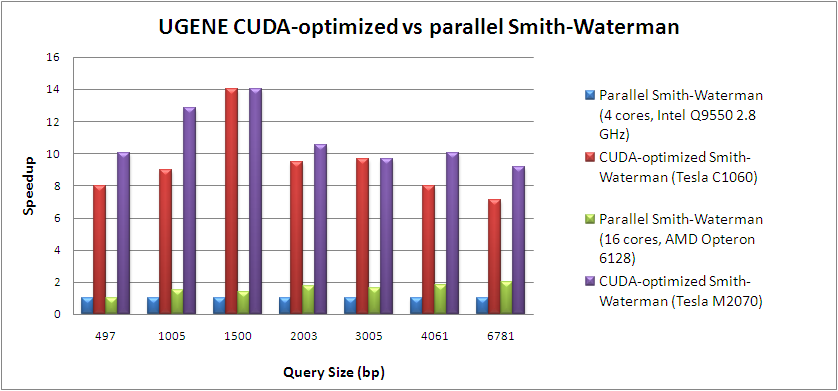 UGENE CUDA-optimized vs parallel Smith-Waterman
16
14
12
10
8
6
4
2
0
Speedup
497 1005 1500 2003 3005 4061 6781
Query Size (bp)
Parallel Smith-Waterman
(4 cores, Intel Q9550 2.8
GHz)
CUDA-optimized Smith-
Waterman (Tesla C1060)
Parallel Smith-Waterman
(16 cores, AMD Opteron
6128)
CUDA-optimized Smith-
Waterman (Tesla M2070)